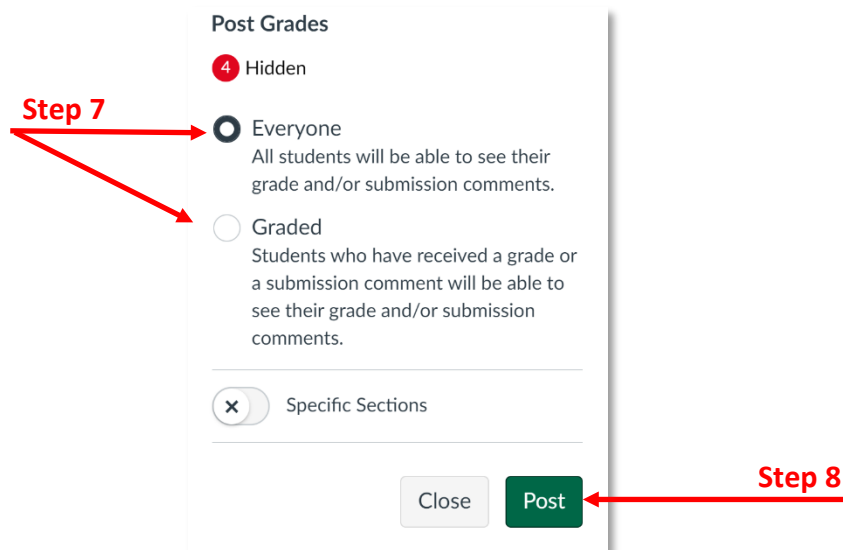 Post Grades
4 Hidden
Step 7
Everyone
All students will be able to see their
grade and/or submission comments.
Graded
Students who have received a grade or
a submission comment will be able to
see their grade and/or submission
comments.
Specific Sections
Step 8
Close Post